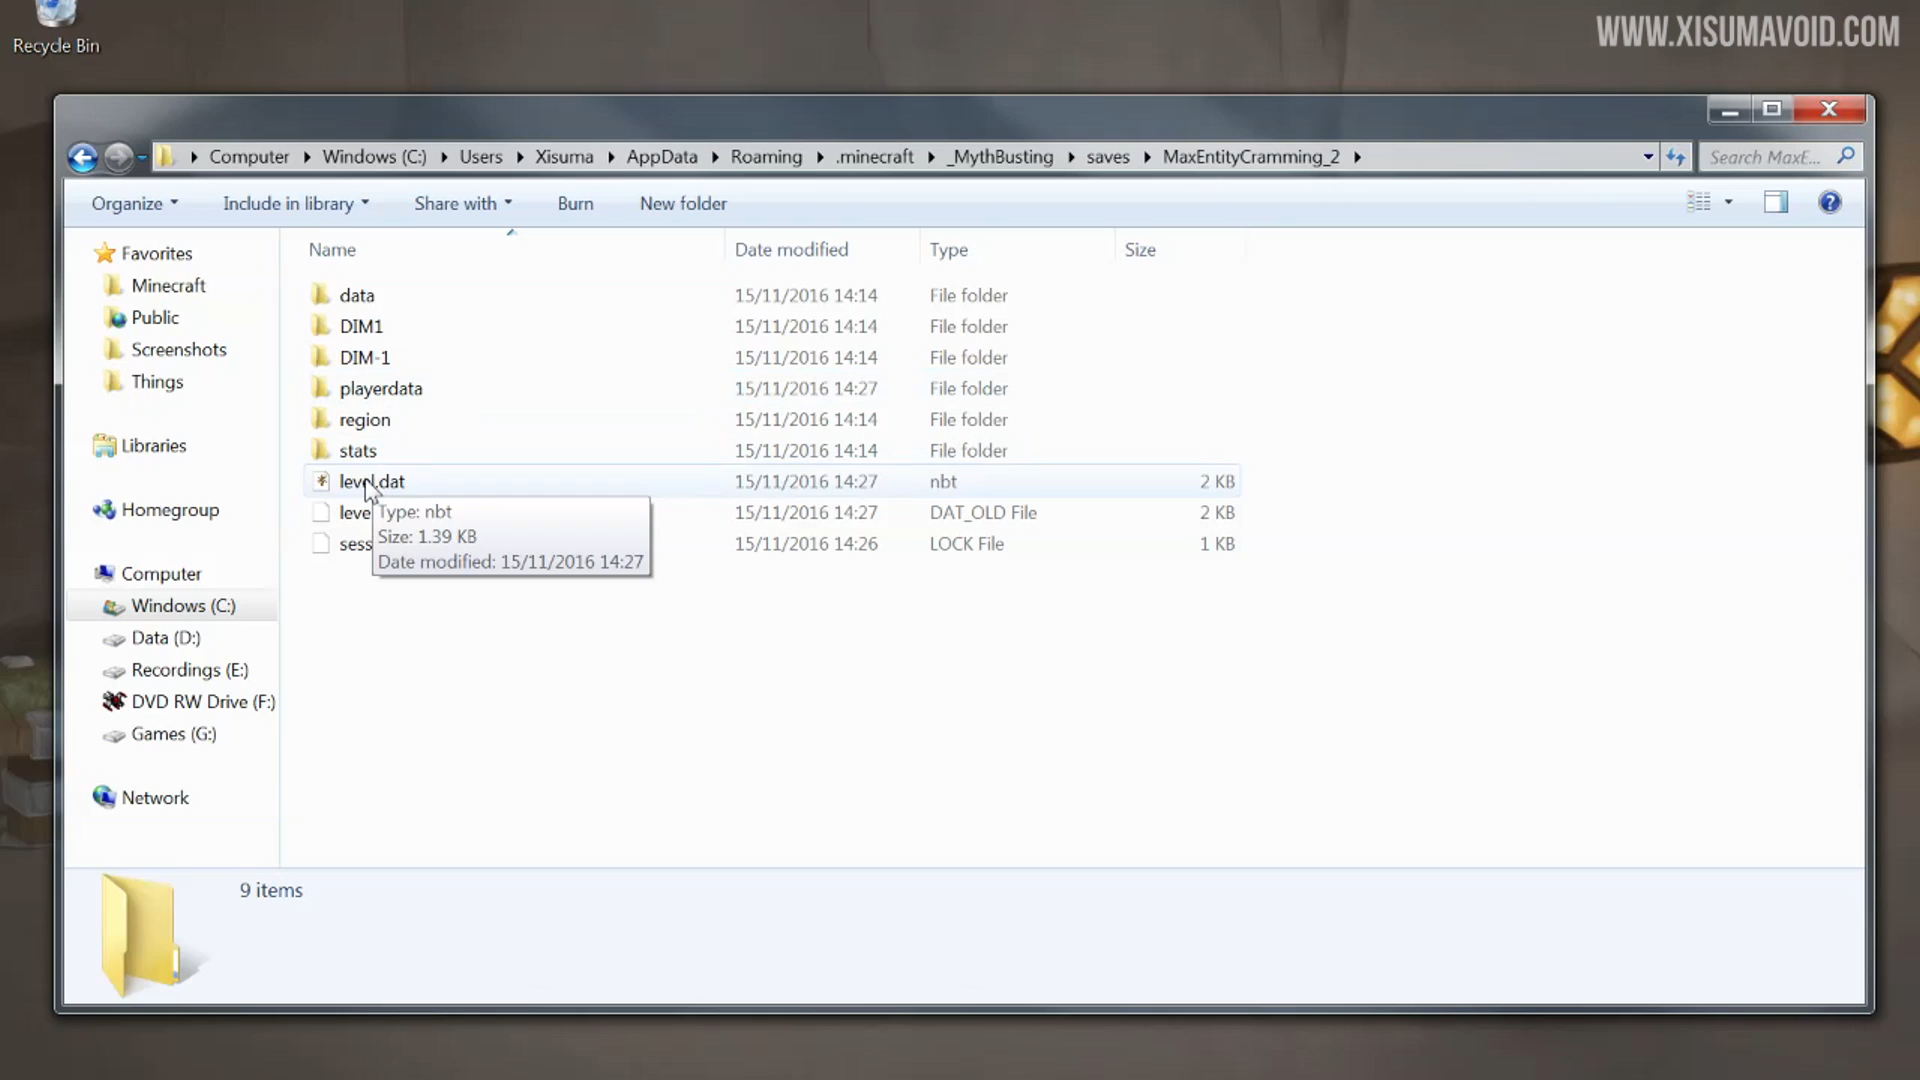 WWW.XISUMAVOID.COM
Recycle Bin
Computer Windows (C:) Users Xisuma AppData Roaming .minecraft _MythBusting saves MaxEntityCramming_2
Search MaxE...
Organize Include in library Share with Burn New folder
Favorites
Minecraft
Public
Screenshots
Things
Libraries
Homegroup
Computer
Windows (C:)
Data (D:)
Recordings (E:)
DVD RW Drive (F:)
Games (G:)
Network
Name Date modified Type Size
data 15/11/2016 14:14 File folder
DIM1 15/11/2016 14:14 File folder
DIM-1 15/11/2016 14:14 File folder
playerdata 15/11/2016 14:27 File folder
region 15/11/2016 14:14 File folder
stats 15/11/2016 14:14 File folder
level.dat 15/11/2016 14:27 nbt 2 KB
leve 15/11/2016 14:27 DAT_OLD File 2 KB
sess 15/11/2016 14:26 LOCK File 1 KB
Type: nbt
Size: 1.39 KB
Date modified: 15/11/2016 14:27
9 items